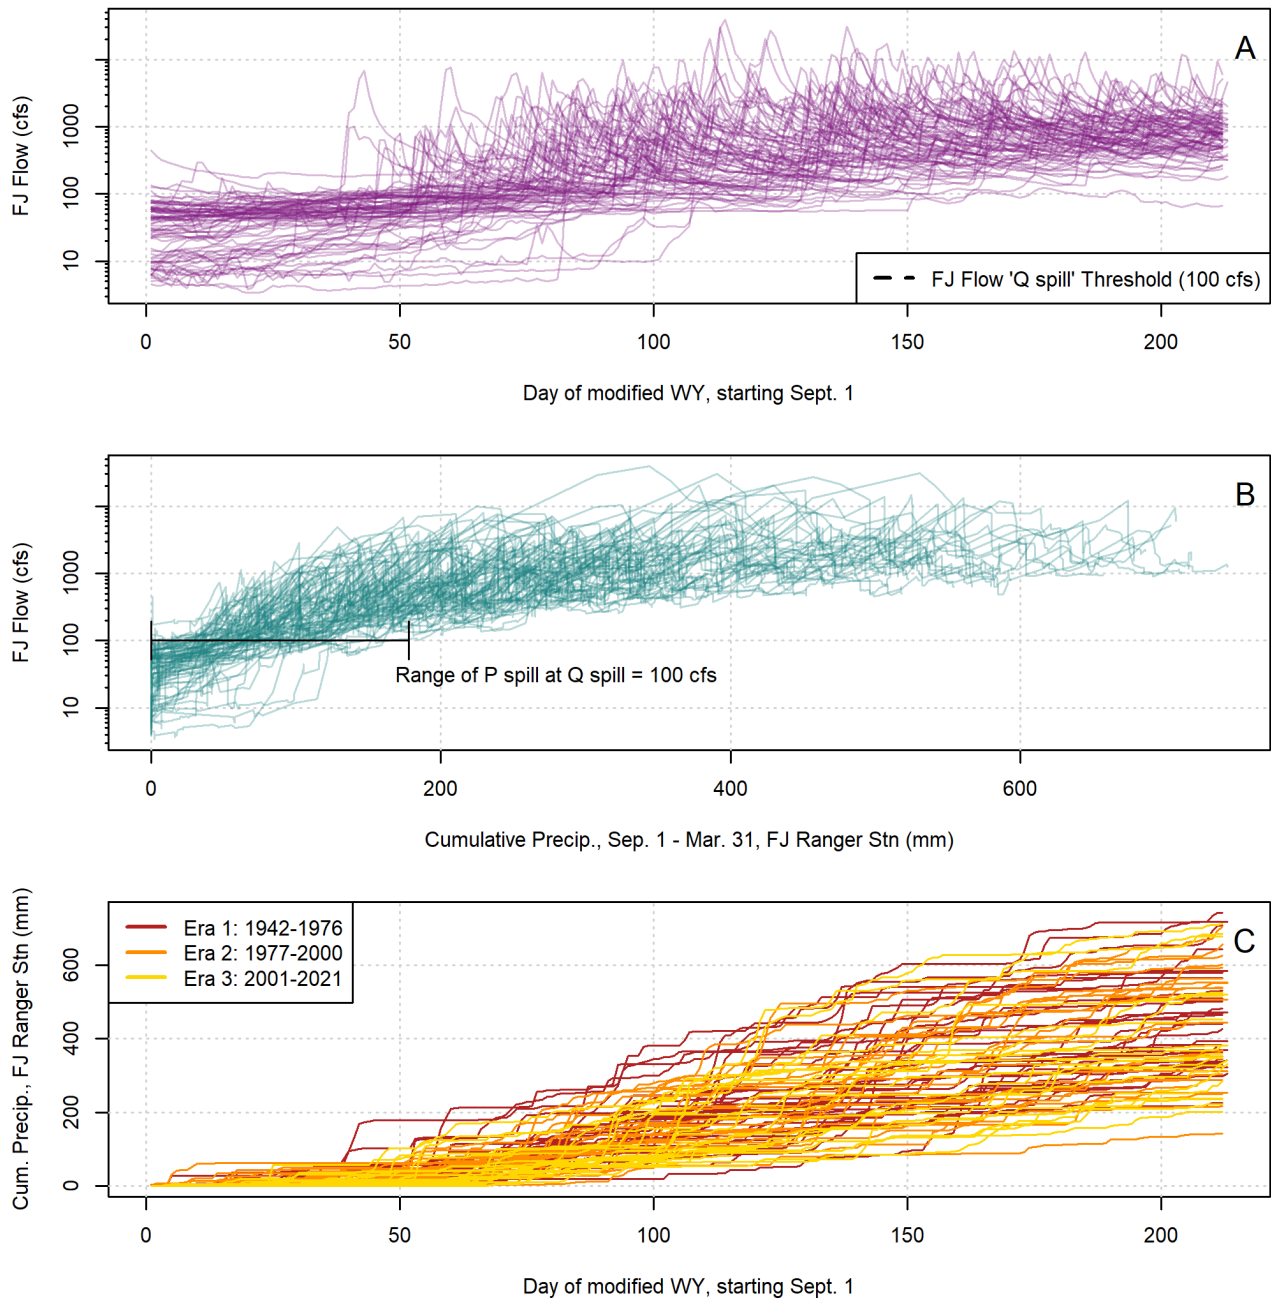 A
FJ Flow (cfs)
1000
100
10
FJ Flow 'Q spill' Threshold (100 cfs)
0 50 100 150 200
Day of modified WY, starting Sept. 1
B
FJ Flow (cfs)
1000
100
10
Range of P spill at Q spill = 100 cfs
0 200 400 600
Cumulative Precip., Sep. 1 - Mar. 31, FJ Ranger Stn (mm)
C
Cum. Precip., FJ Ranger Stn (mm)
Era 1: 1942-1976
Era 2: 1977-2000
Era 3: 2001-2021
600
400
200
0
0 50 100 150 200
Day of modified WY, starting Sept. 1